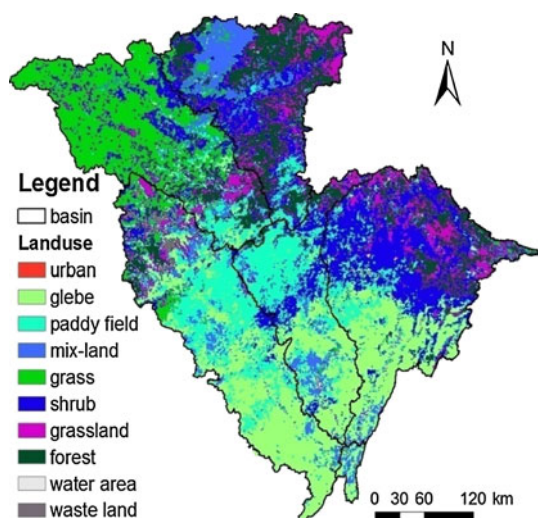 N
Legend
basin
Landuse
urban
glebe
paddy field
mix-land
grass
shrub
grassland
forest
water area
waste land
0 30 60 120 km